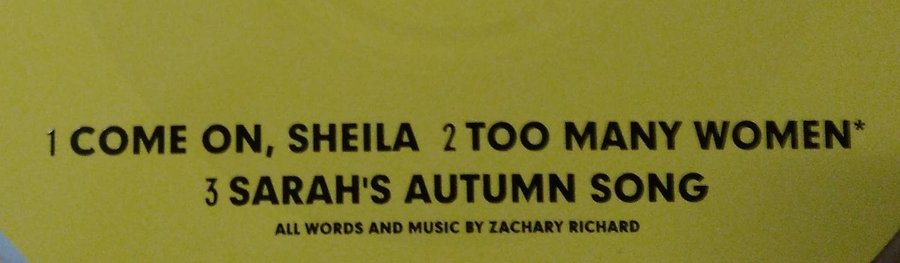 1 COME ON, SHEILA 2 TOO MANY WOMEN*
3 SARAH'S AUTUMN SONG
ALL WORDS AND MUSIC BY ZACHARY RICHARD